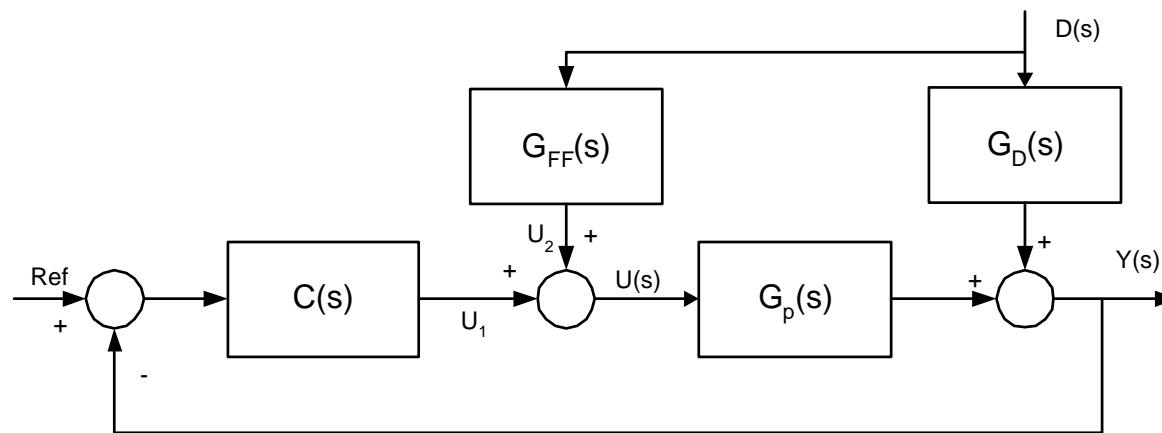 D(s)
G_FF(s)
G_D(s)
U_2
+
+
Ref
+
C(s)
+
U_1
U(s)
G_p(s)
+
Y(s)
-